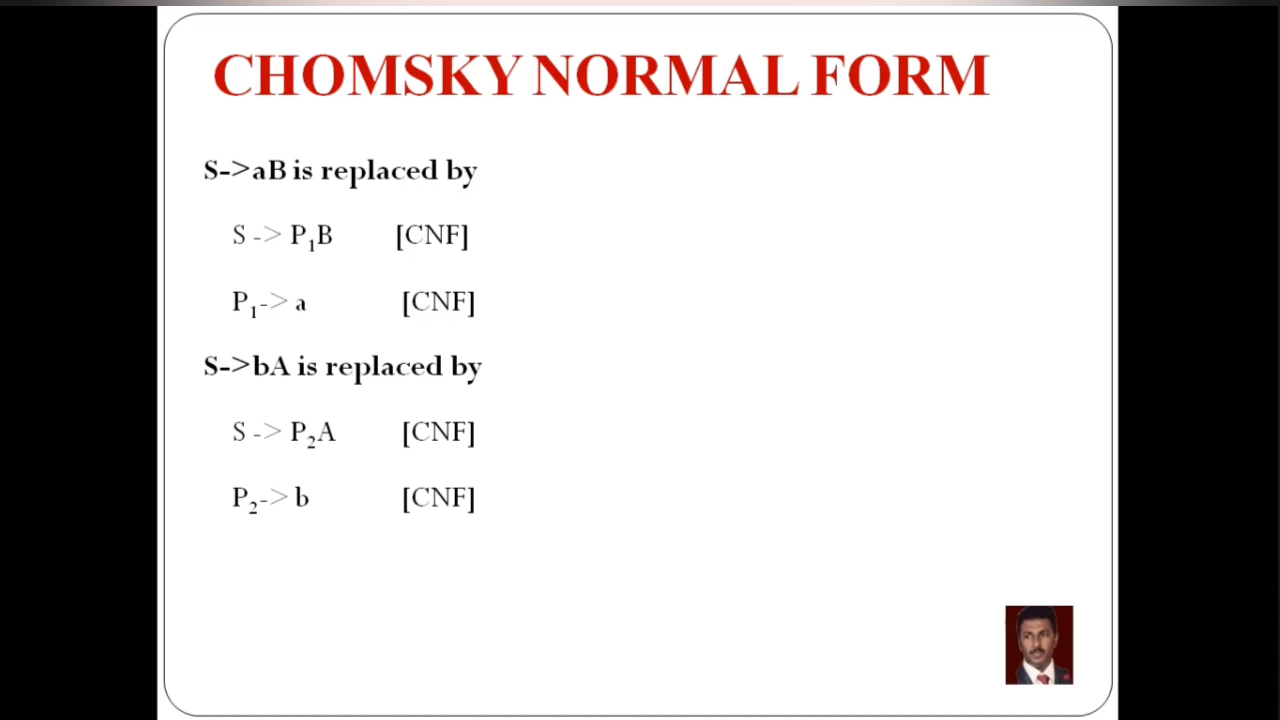 CHOMSKY NORMAL FORM
S->aB is replaced by
S -> P₁B [CNF]
P₁-> a [CNF]
S->bA is replaced by
S -> P₂A [CNF]
P₂-> b [CNF]